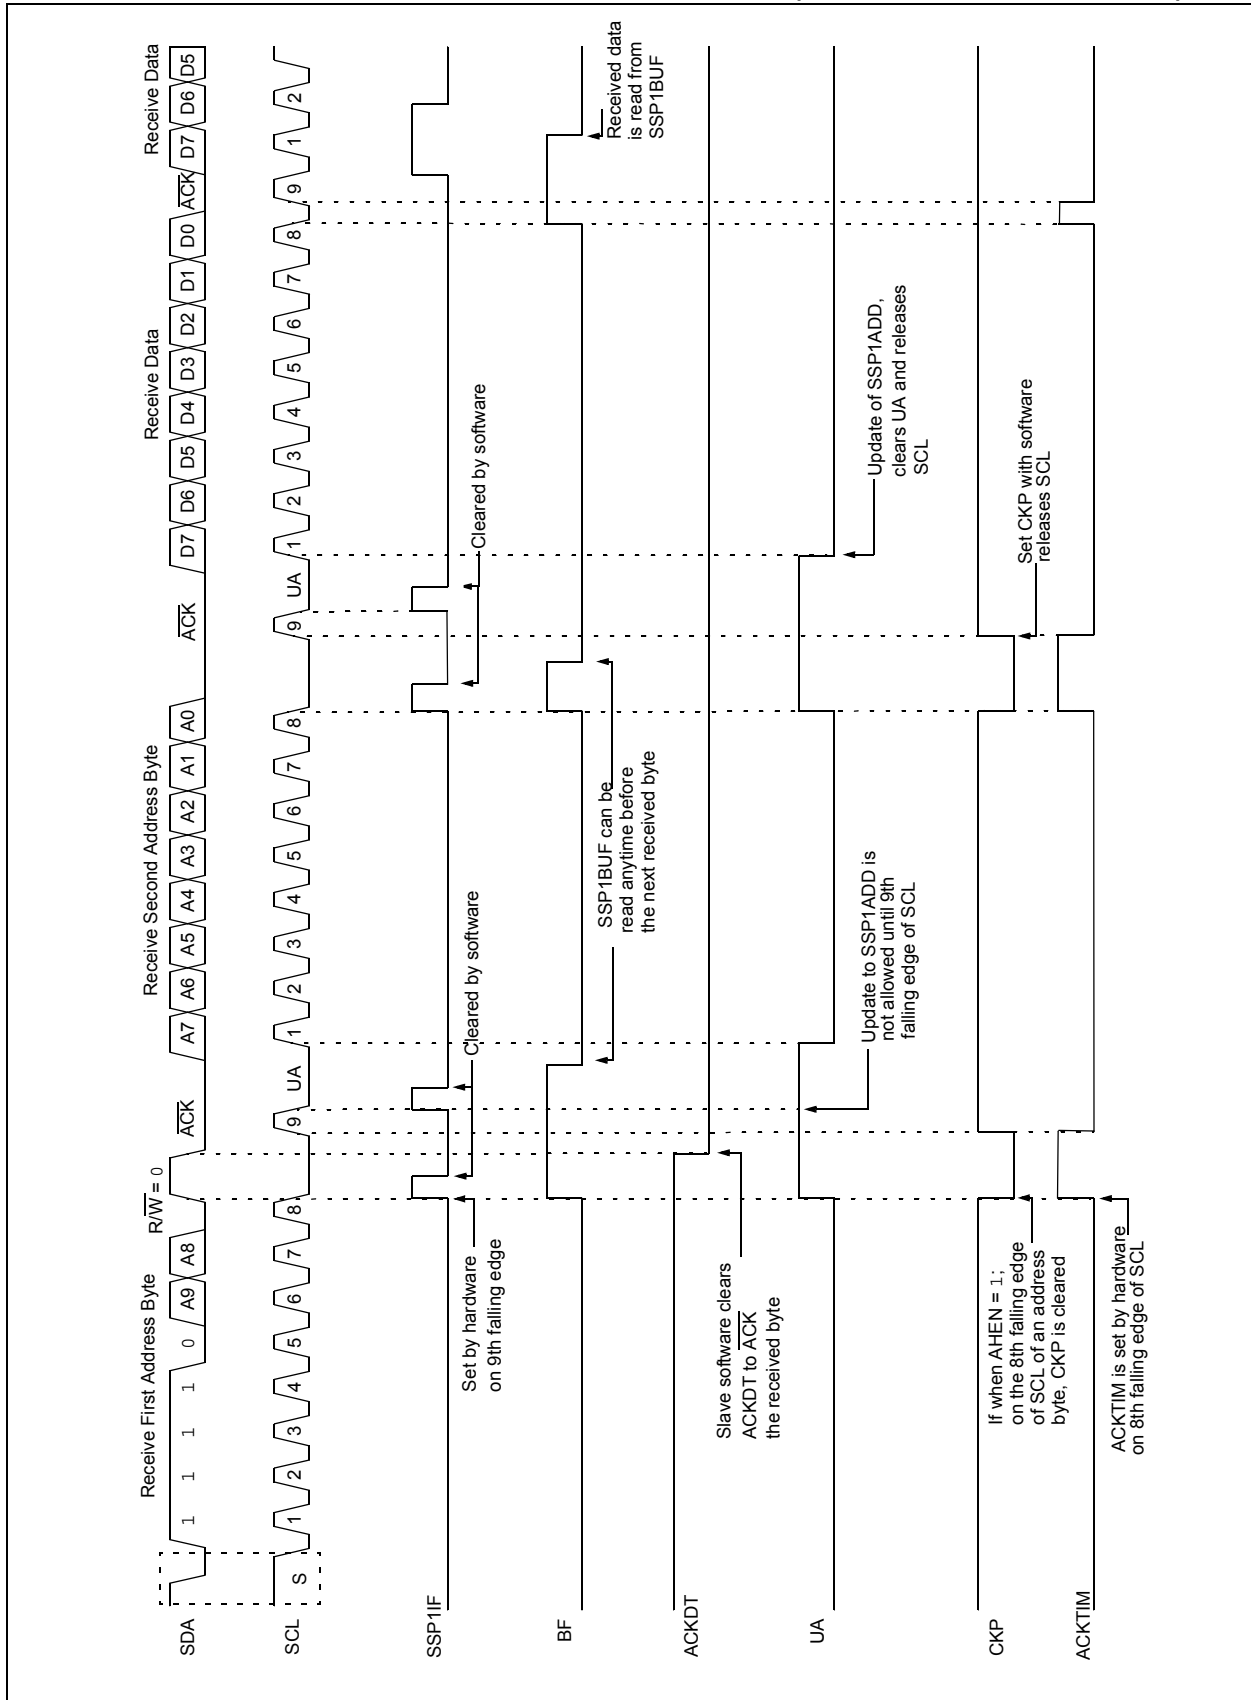 Receive First Address Byte
R/W = 0
ACK
Receive Second Address Byte
ACK
Receive Data
ACK
Receive Data
SDA
1 1 1 1 0 A9 A8
A7 A6 A5 A4 A3 A2 A1 A0
D7 D6 D5 D4 D3 D2 D1 D0
D7 D6 D5
SCL
S 1 2 3 4 5 6 7 8 9 UA 1 2 3 4 5 6 7 8 9 UA 1 2 3 4 5 6 7 8 9 1 2
SSP1IF
Set by hardware
on 9th falling edge
Cleared by software
Cleared by software
BF
SSP1BUF can be
read anytime before
the next received byte
Received data
is read from
SSP1BUF
ACKDT
Slave software clears
ACKDT to ACK
the received byte
UA
Update to SSP1ADD is
not allowed until 9th
falling edge of SCL
Update of SSP1ADD,
clears UA and releases
SCL
CKP
If when AHEN = 1;
on the 8th falling edge
of SCL of an address
byte, CKP is cleared
Set CKP with software
releases SCL
ACKTIM
ACKTIM is set by hardware
on 8th falling edge of SCL